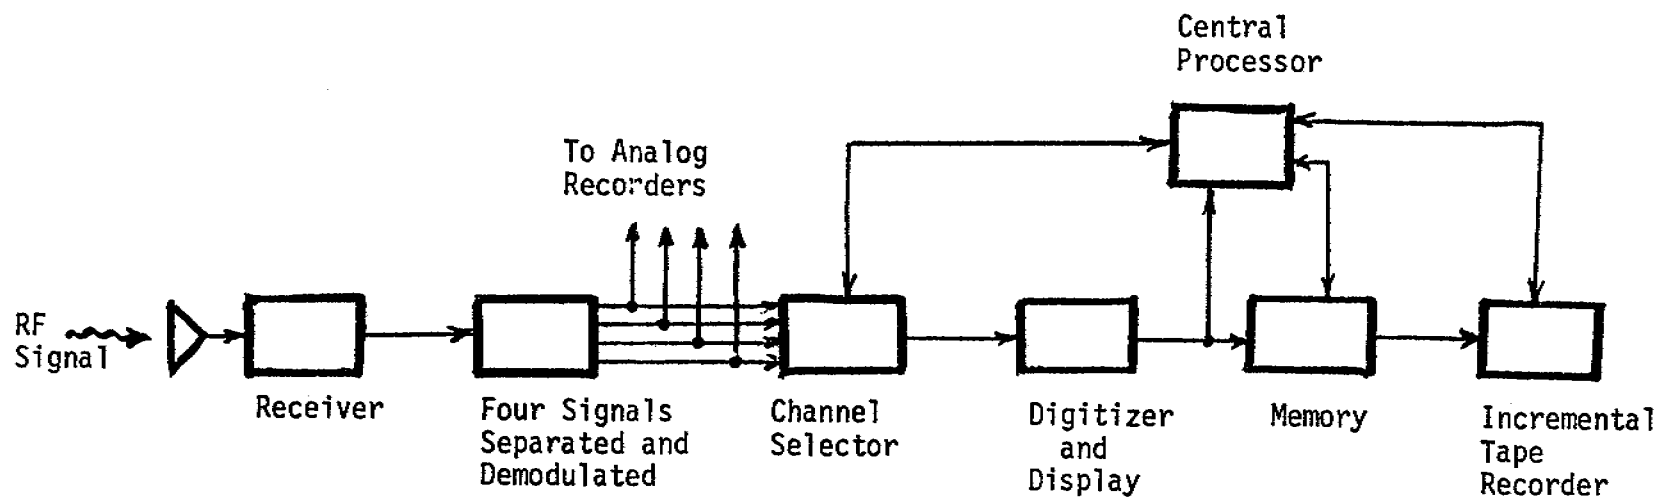 Central
Processor
To Analog
Recorders
RF
Signal
Receiver
Four Signals
Separated and
Demodulated
Channel
Selector
Digitizer
and
Display
Memory
Incremental
Tape
Recorder